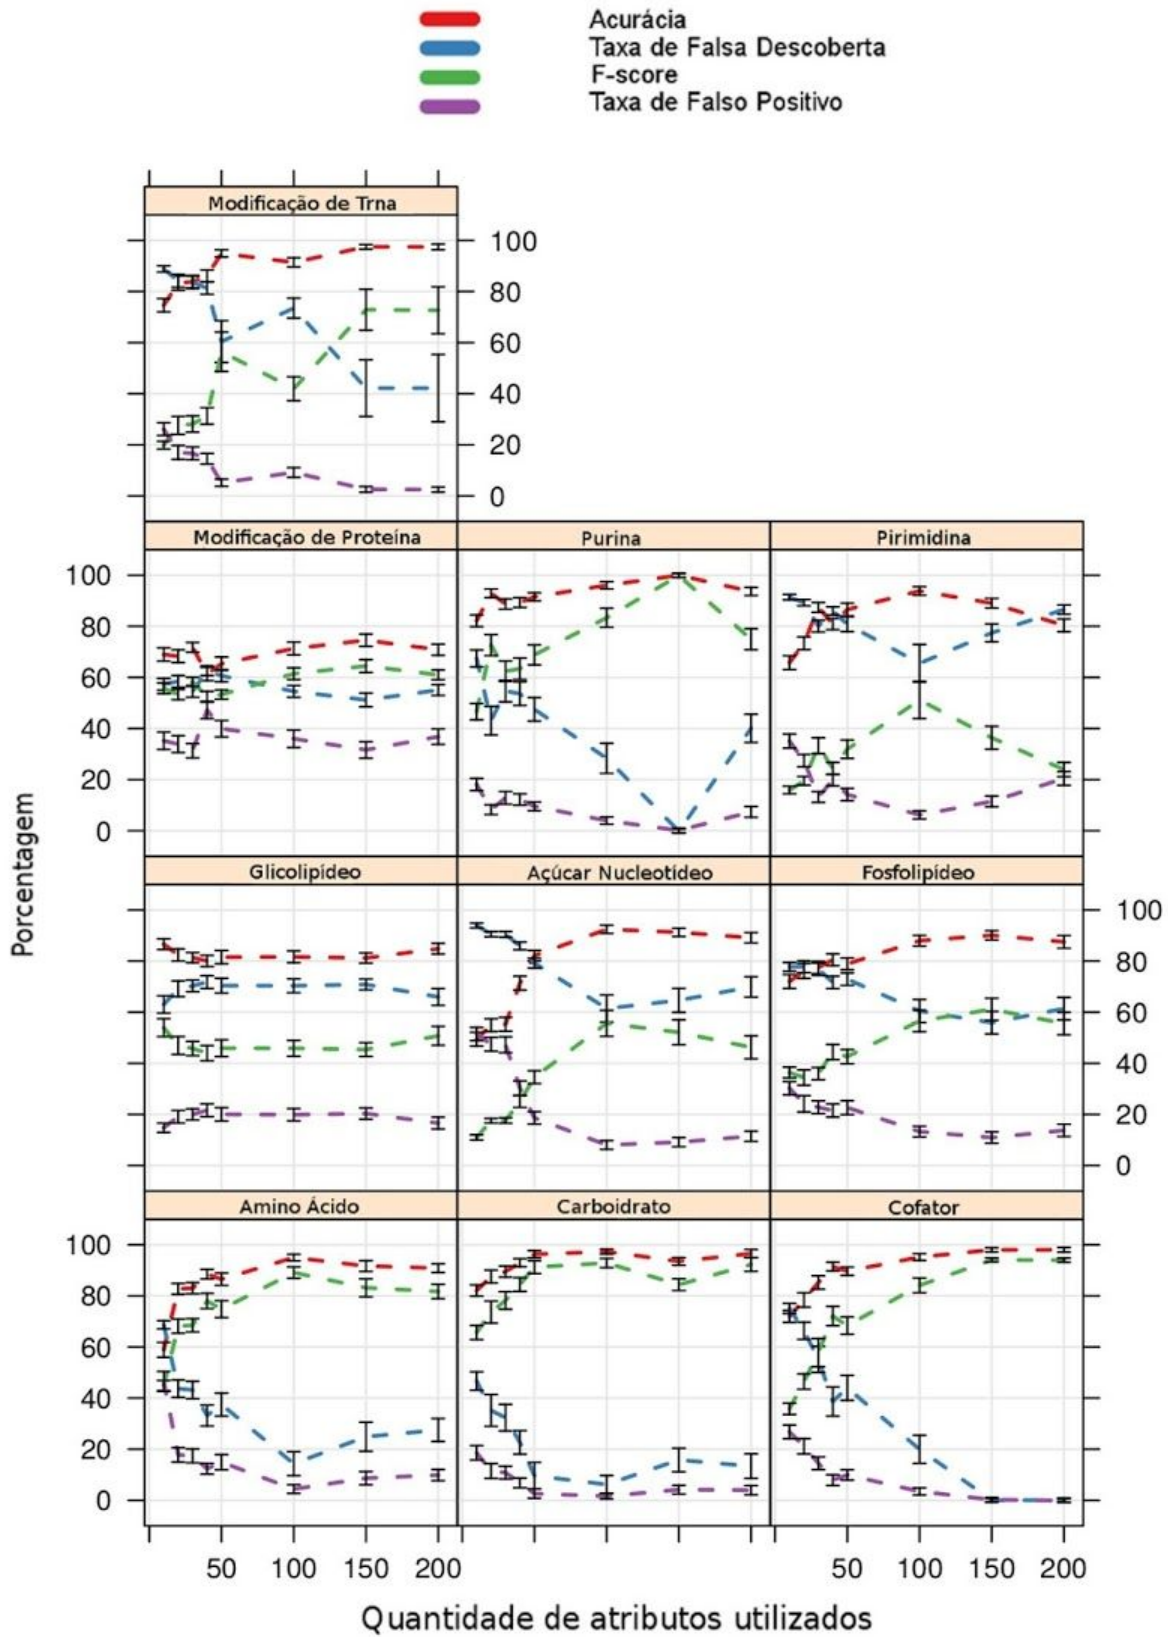 Acurácia
Taxa de Falsa Descoberta
F-score
Taxa de Falso Positivo
Modificação de Trna
100
80
60
40
20
0
Modificação de Proteína
Purina
Pirimidina
100
80
60
40
20
0
Porcentagem
Glicolipídeo
Açúcar Nucleotídeo
Fosfolipídeo
100
80
60
40
20
0
Amino Ácido
Carboidrato
Cofator
100
80
60
40
20
0
50 100 150 200
50 100 150 200
Quantidade de atributos utilizados